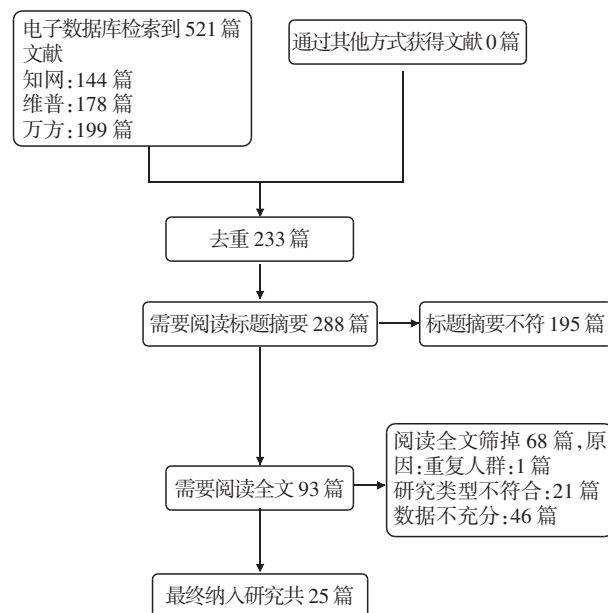 电子数据库检索到 521 篇
文献
知网:144 篇
维普:178 篇
万方:199 篇
通过其他方式获得文献 0 篇
去重 233 篇
需要阅读标题摘要 288 篇
标题摘要不符 195 篇
阅读全文筛掉 68 篇,原
因:重复人群:1 篇
研究类型不符合:21 篇
数据不充分:46 篇
需要阅读全文 93 篇
最终纳入研究共 25 篇